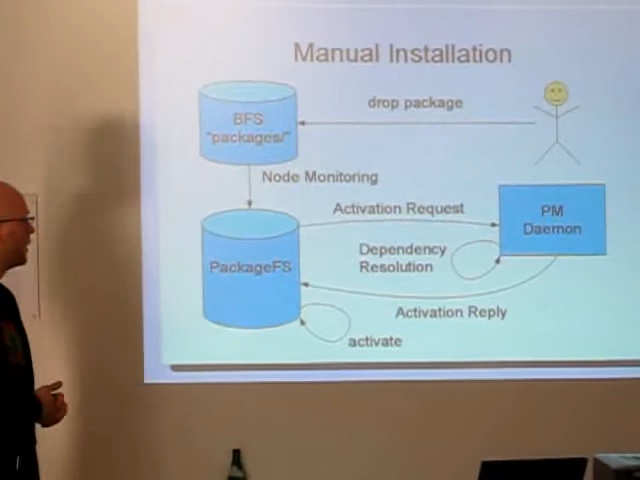 Manual Installation
BFS
"packages/"
drop package
Node Monitoring
Activation Request
PM
Daemon
Dependency
Resolution
PackageFS
Activation Reply
activate